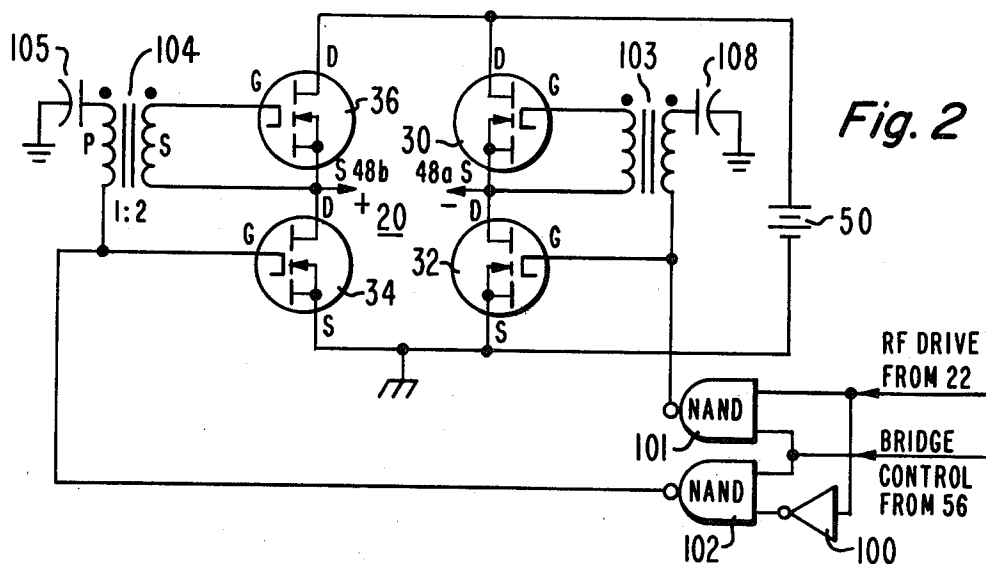 105
104
D
D
103
108
G
G
Fig. 2
36
30
P
S
S 48b
48a S
+
20
-
1:2
D
D
50
G
G
34
32
S
S
RF DRIVE
FROM 22
NAND
101
BRIDGE
CONTROL
FROM 56
NAND
102
100